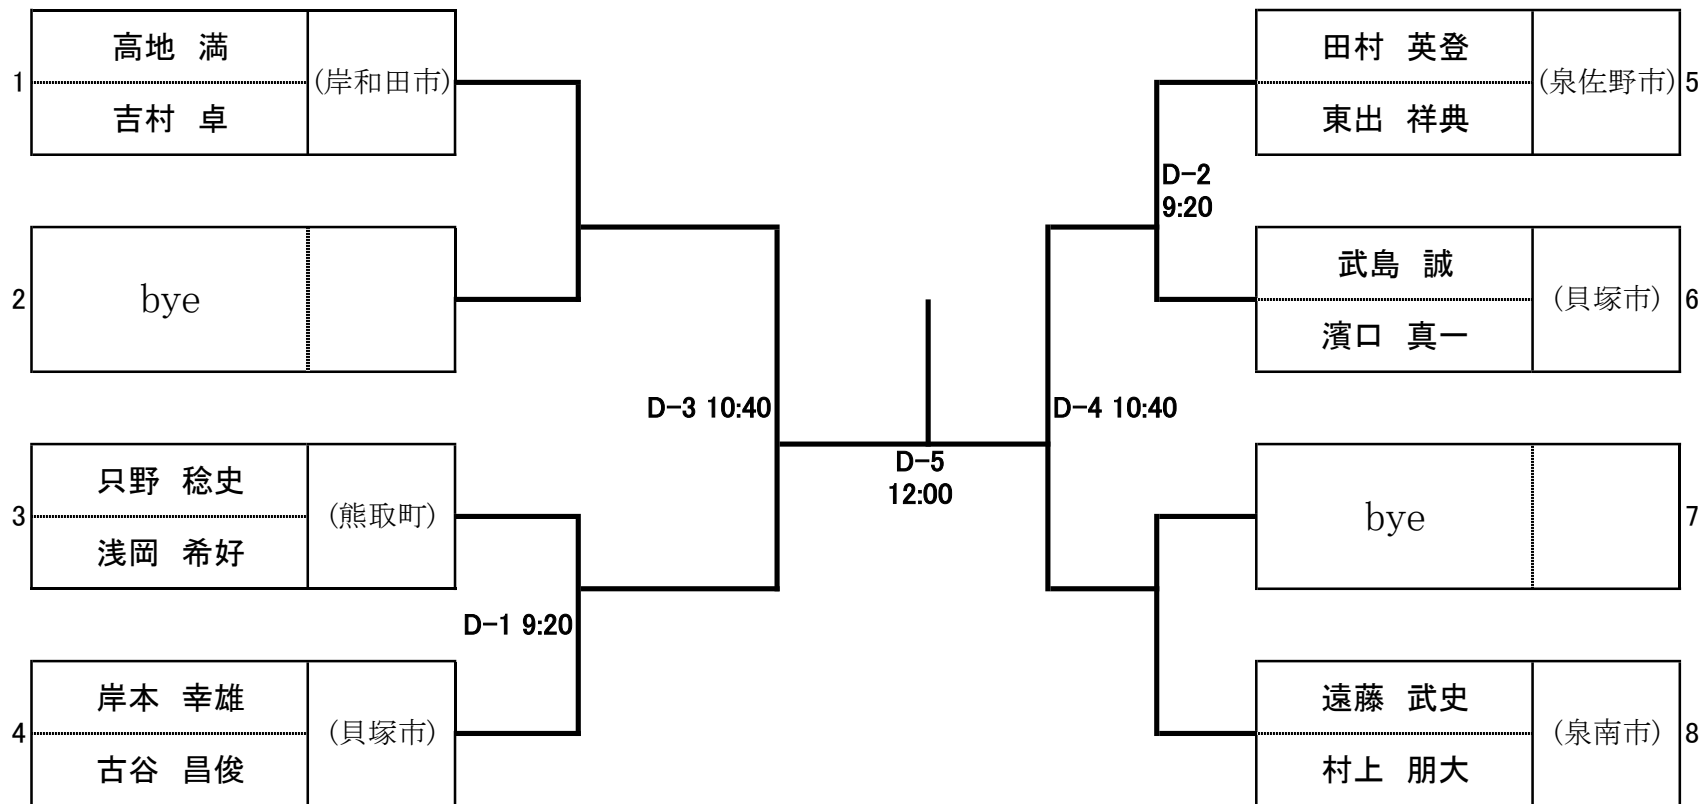 1
高地 満
吉村 卓
(岸和田市)
2
bye
D-3 10:40
3
只野 稔史
浅岡 希好
(熊取町)
D-1 9:20
4
岸本 幸雄
古谷 昌俊
(貝塚市)
D-5
12:00
田村 英登
東出 祥典
(泉佐野市)
5
D-2
9:20
武島 誠
濱口 真一
(貝塚市)
6
D-4 10:40
bye
7
遠藤 武史
村上 朋大
(泉南市)
8